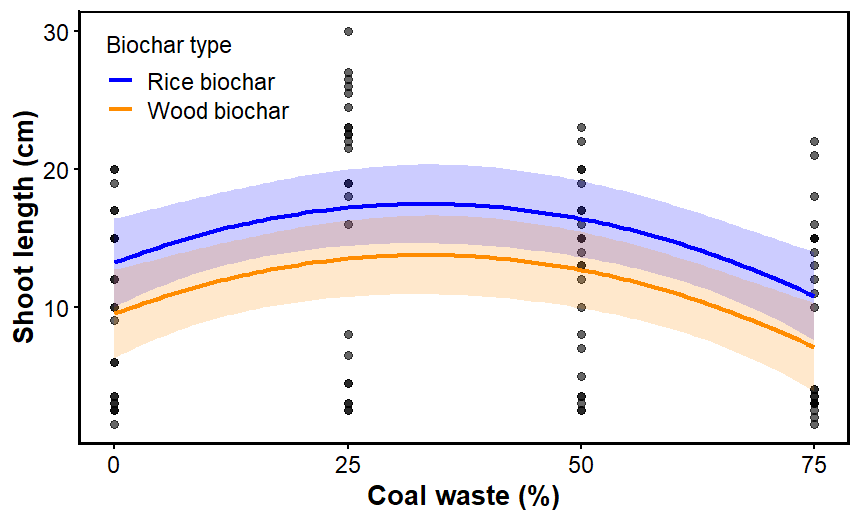 30
20
10
Shoot length (cm)
Biochar type
Rice biochar
Wood biochar
0 25 50 75
Coal waste (%)